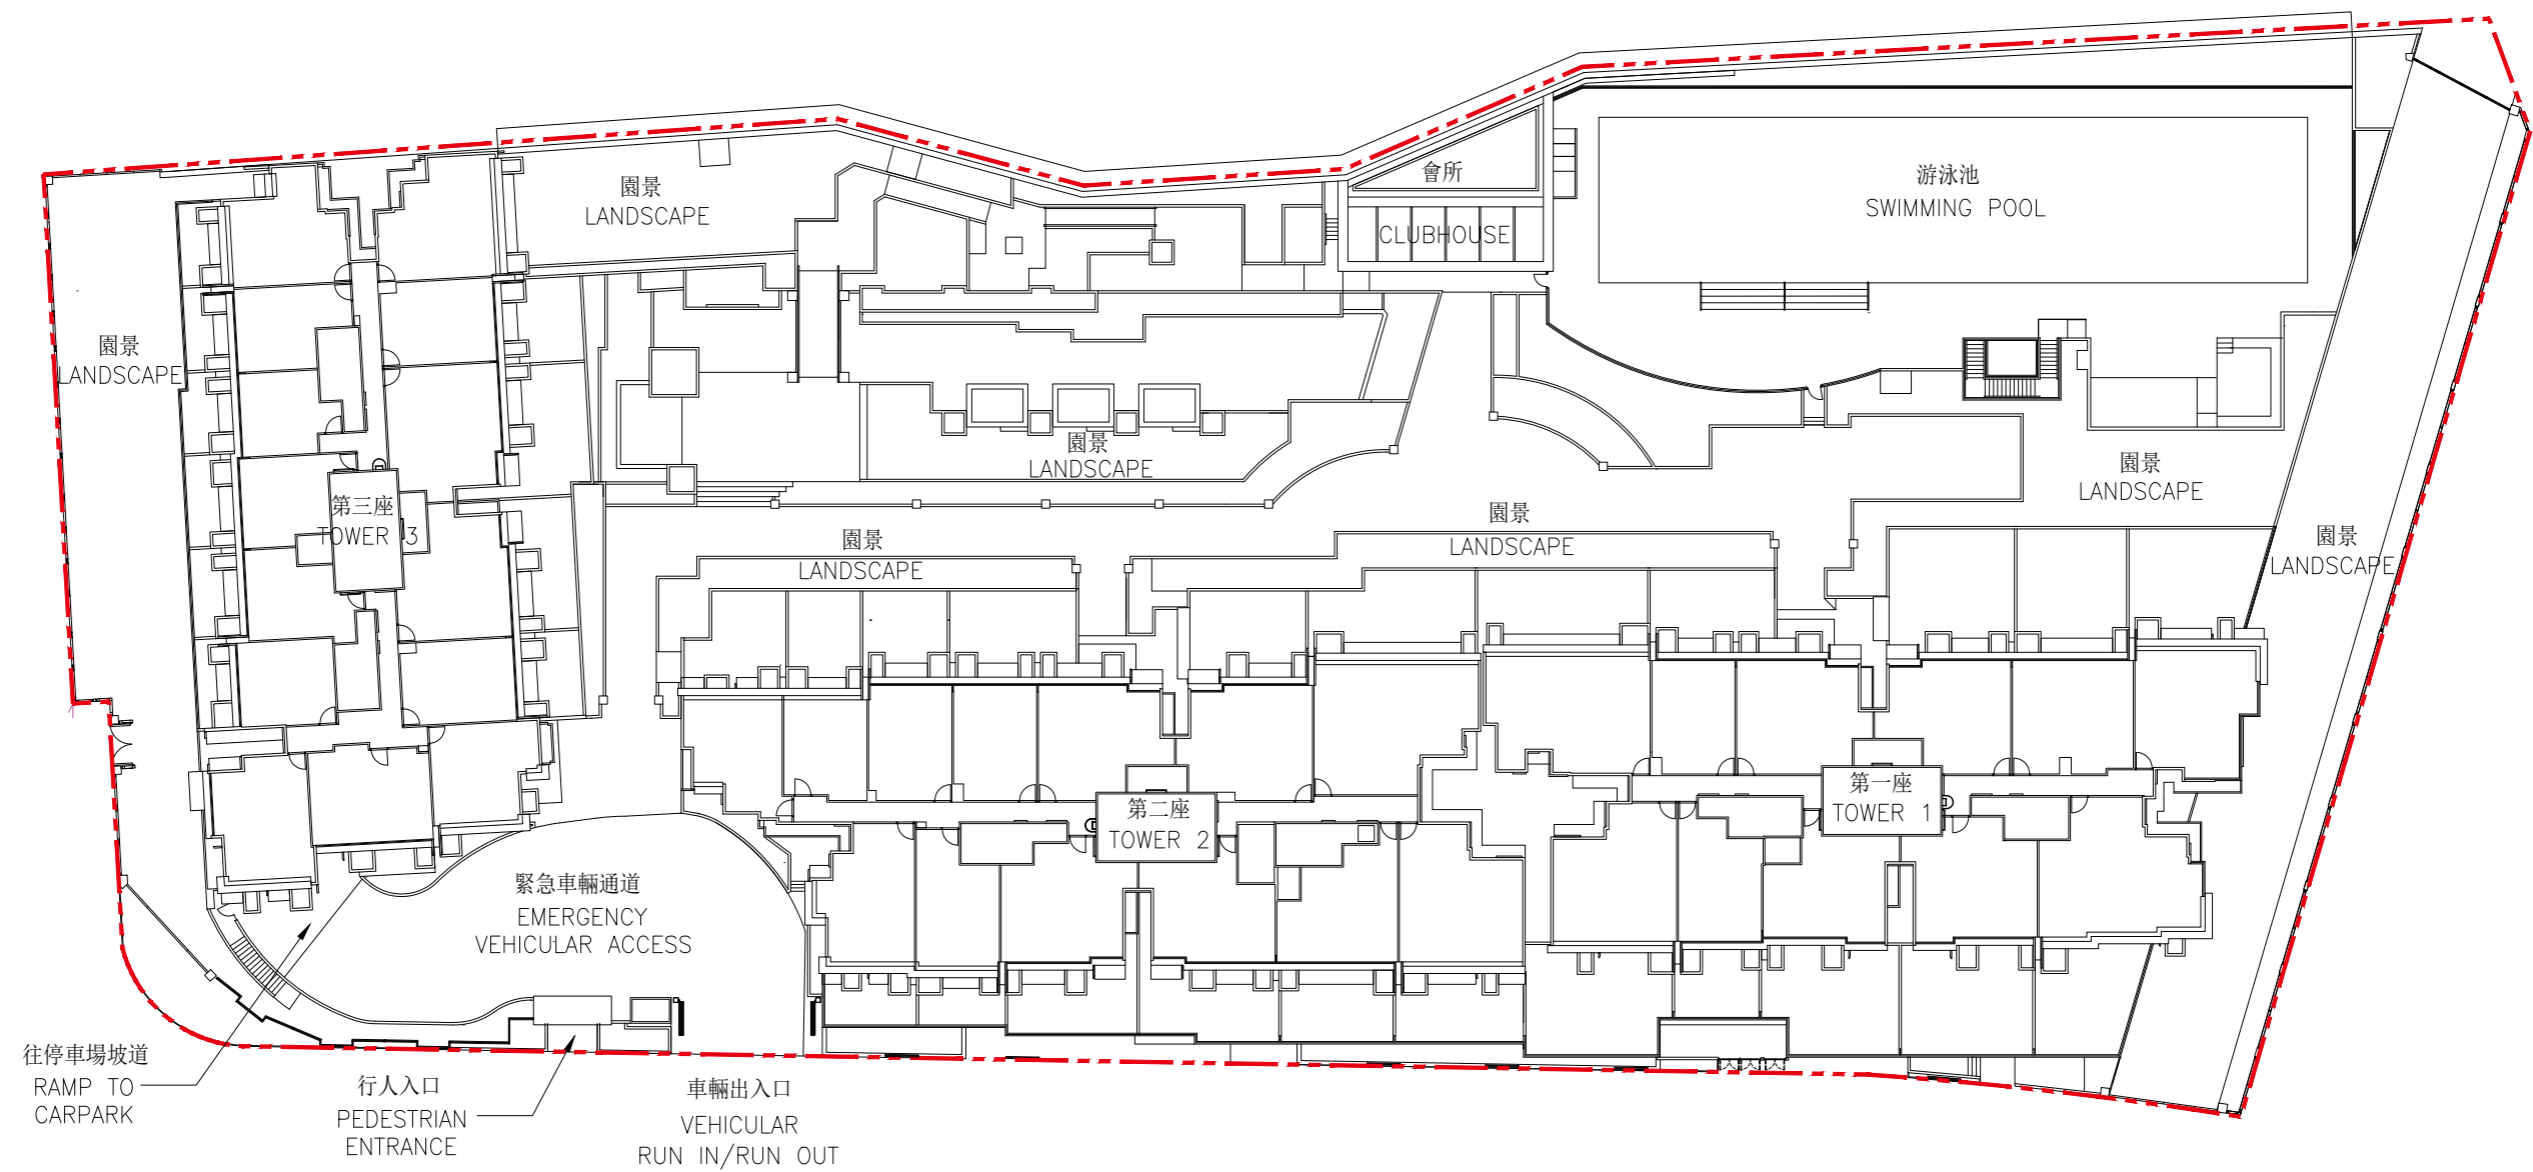 園景
LANDSCAPE
會所
CLUBHOUSE
游泳池
SWIMMING POOL
園景
LANDSCAPE
園景
LANDSCAPE
園景
LANDSCAPE
第三座
TOWER 3
園景
LANDSCAPE
園景
LANDSCAPE
園景
LANDSCAPE
第二座
TOWER 2
第一座
TOWER 1
緊急車輛通道
EMERGENCY
VEHICULAR ACCESS
往停車場坡道
RAMP TO
CARPARK
行人入口
PEDESTRIAN
ENTRANCE
車輛出入口
VEHICULAR
RUN IN/RUN OUT